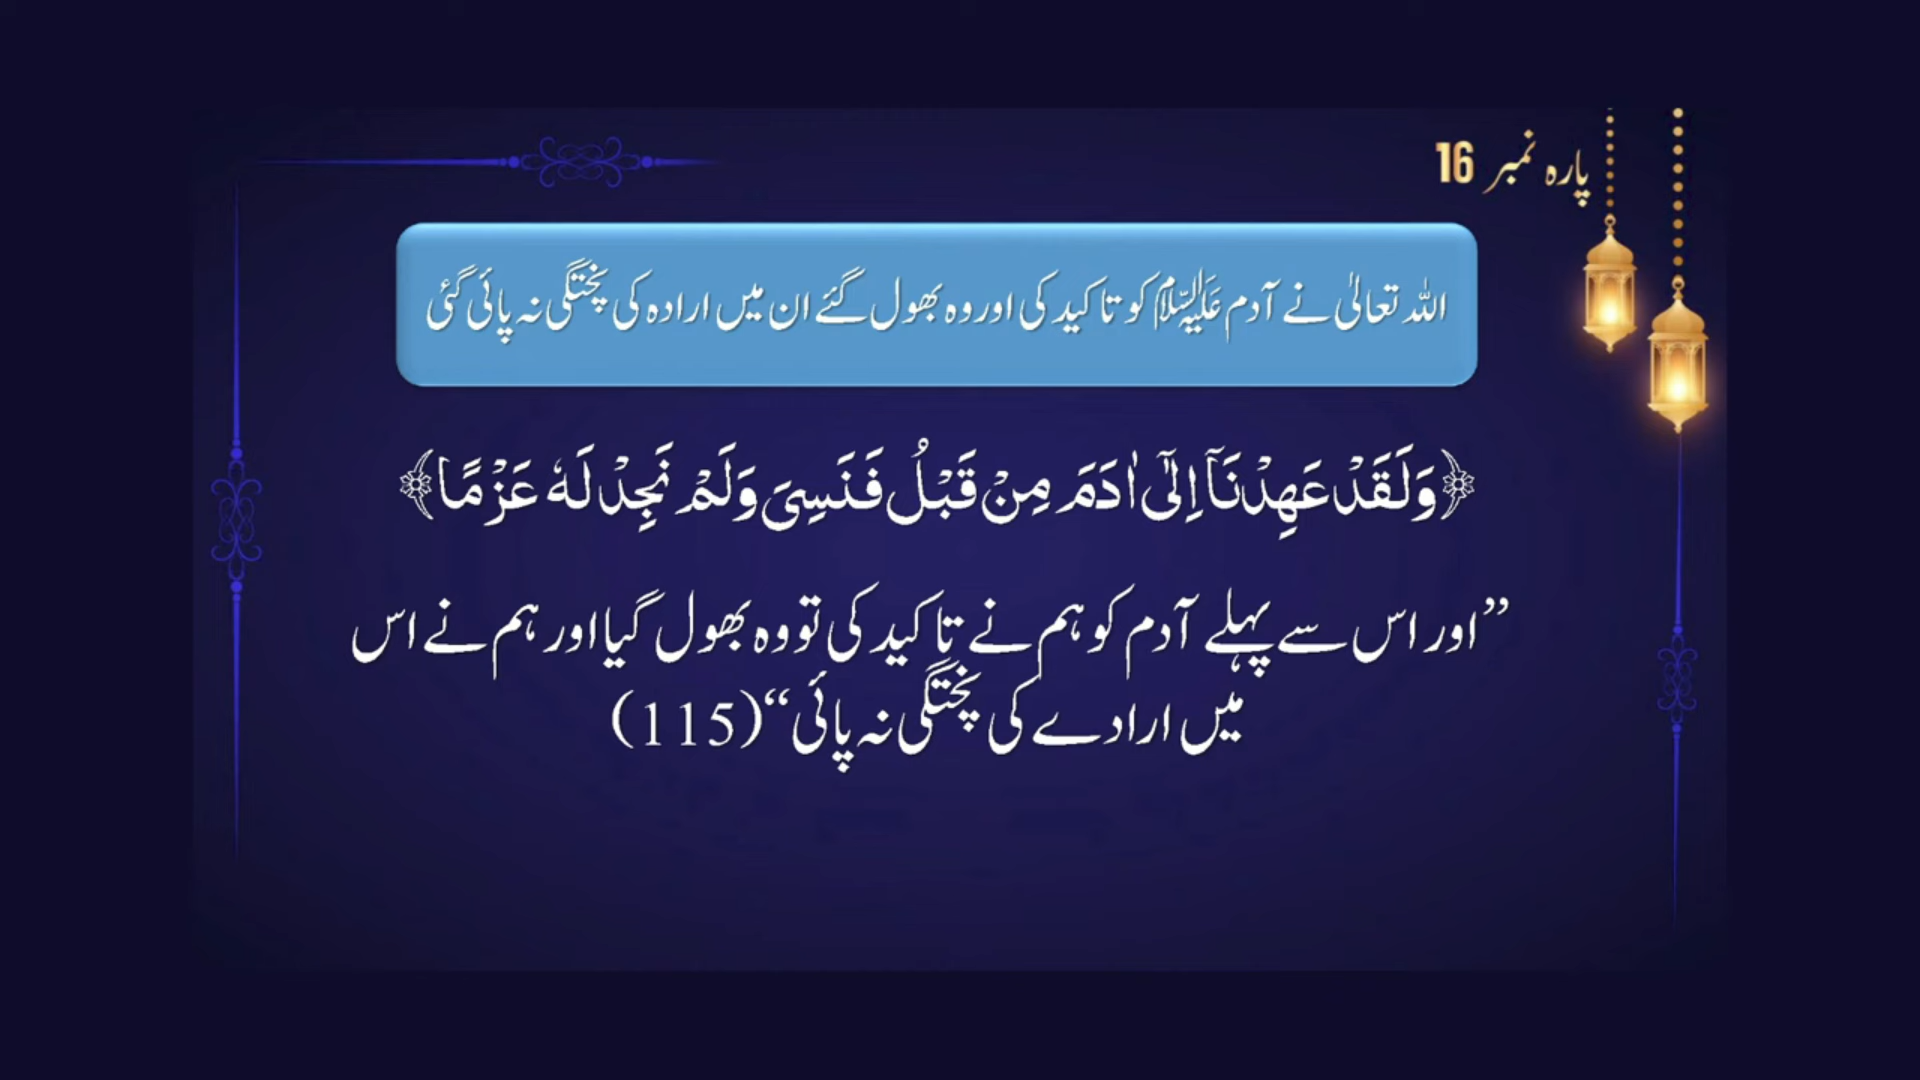 پارہ نمبر 16
اللہ تعالیٰ نے آدم علیہ السلام کو تاکید کی اور وہ بھول گئے ان میں ارادہ کی پختگی نہ پائی گئی
﴿وَلَقَدْ عَهِدْنَآ اِلٰٓى اٰدَمَ مِنْ قَبْلُ فَنَسِىَ وَلَمْ نَجِدْ لَهٗ عَزْمًا﴾
”اور اس سے پہلے آدم کو ہم نے تاکید کی تو وہ بھول گیا اور ہم نے اس
میں ارادے کی پختگی نہ پائی“ (115)